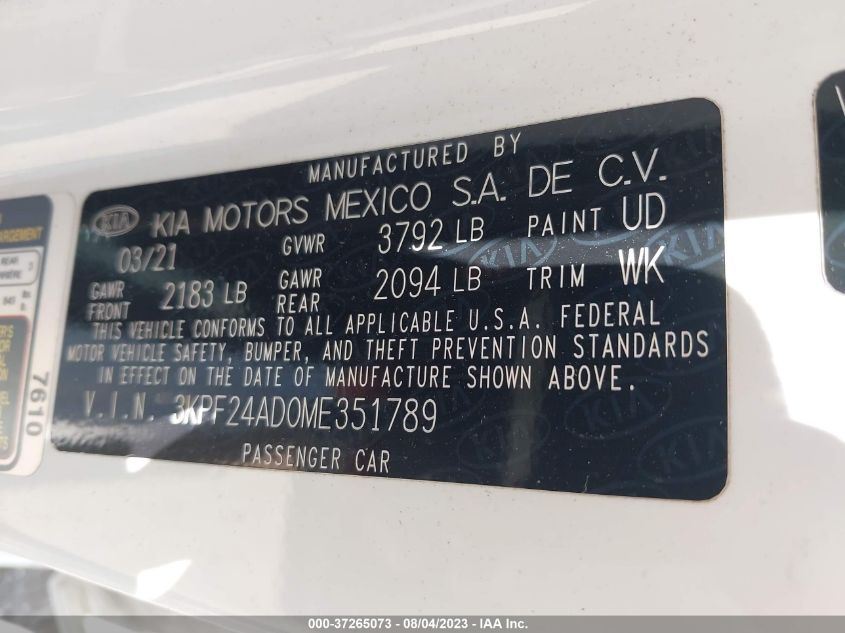 MANUFACTURED BY
KIA KIA MOTORS MEXICO S.A. DE C.V.
03/21 GVWR 3792 LB PAINT UD
GAWR FRONT 2183 LB GAWR REAR 2094 LB TRIM WK
THIS VEHICLE CONFORMS TO ALL APPLICABLE U.S.A. FEDERAL
MOTOR VEHICLE SAFETY, BUMPER, AND THEFT PREVENTION STANDARDS
IN EFFECT ON THE DATE OF MANUFACTURE SHOWN ABOVE.
V.I.N. 3KPF24AD0ME351789
PASSENGER CAR
REAR
7610
000-37265073 - 08/04/2023 - IAA Inc.